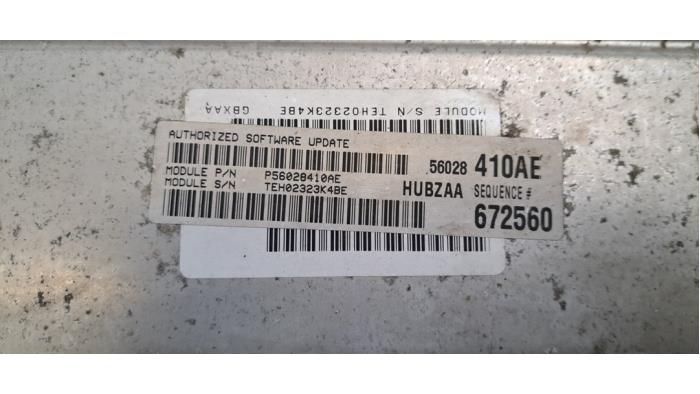 MODULE S/N TEH02323K4BE
GBXAA
AUTHORIZED SOFTWARE UPDATE
MODULE P/N P56028410AE
MODULE S/N TEH02323K4BE
56028 410AE
HUBZAA SEQUENCE #
672560